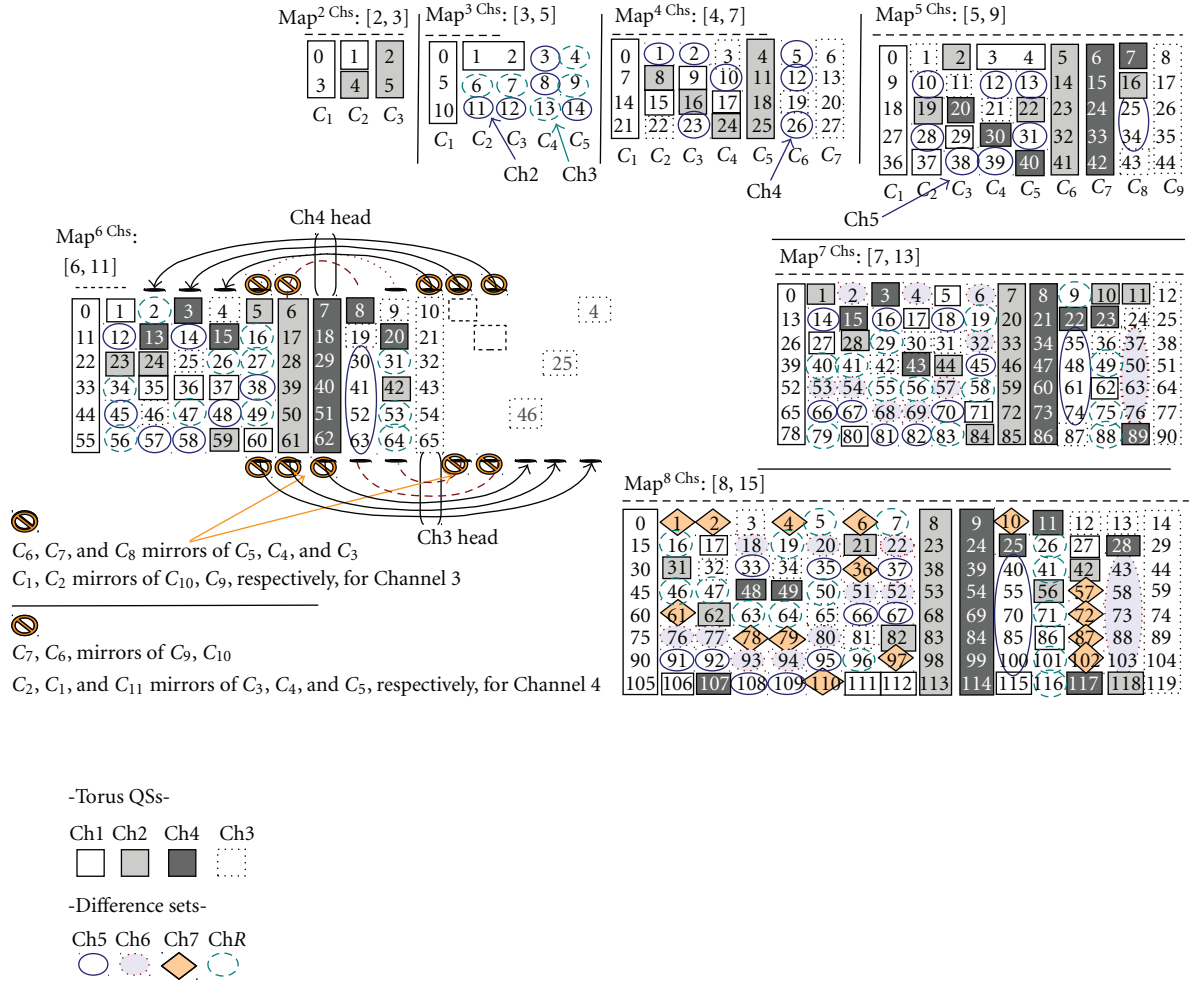 Map2 Chs: [2, 3]
0 1 2
3 4 5
C1 C2 C3
Map3 Chs: [3, 5]
0 1 2 3 4
5 6 7 8 9
10 11 12 13 14
C1 C2 C3 C4 C5
Ch2 Ch3
Map4 Chs: [4, 7]
0 1 2 3 4 5 6
7 8 9 10 11 12 13
14 15 16 17 18 19 20
21 22 23 24 25 26 27
C1 C2 C3 C4 C5 C6 C7
Ch4
Map5 Chs: [5, 9]
0 1 2 3 4 5 6 7 8
9 10 11 12 13 14 15 16 17
18 19 20 21 22 23 24 25 26
27 28 29 30 31 32 33 34 35
36 37 38 39 40 41 42 43 44
C1 C2 C3 C4 C5 C6 C7 C8 C9
Ch5
Map6 Chs:
[6, 11]
Ch4 head
0 1 2 3 4 5 6 7 8 9 10
11 12 13 14 15 16 17 18 19 20 21
22 23 24 25 26 27 28 29 30 31 32
33 34 35 36 37 38 39 40 41 42 43
44 45 46 47 48 49 50 51 52 53 54
55 56 57 58 59 60 61 62 63 64 65
4
25
46
Ch3 head
C6, C7, and C8 mirrors of C5, C4, and C3
C1, C2 mirrors of C10, C9, respectively, for Channel 3
C7, C6, mirrors of C9, C10
C2, C1, and C11 mirrors of C3, C4, and C5, respectively, for Channel 4
Map7 Chs: [7, 13]
0 1 2 3 4 5 6 7 8 9 10 11 12
13 14 15 16 17 18 19 20 21 22 23 24 25
26 27 28 29 30 31 32 33 34 35 36 37 38
39 40 41 42 43 44 45 46 47 48 49 50 51
52 53 54 55 56 57 58 59 60 61 62 63 64
65 66 67 68 69 70 71 72 73 74 75 76 77
78 79 80 81 82 83 84 85 86 87 88 89 90
Map8 Chs: [8, 15]
0 1 2 3 4 5 6 7 8 9 10 11 12 13 14
15 16 17 18 19 20 21 22 23 24 25 26 27 28 29
30 31 32 33 34 35 36 37 38 39 40 41 42 43 44
45 46 47 48 49 50 51 52 53 54 55 56 57 58 59
60 61 62 63 64 65 66 67 68 69 70 71 72 73 74
75 76 77 78 79 80 81 82 83 84 85 86 87 88 89
90 91 92 93 94 95 96 97 98 99 100 101 102 103 104
105 106 107 108 109 110 111 112 113 114 115 116 117 118 119
-Torus QSs-
Ch1 Ch2 Ch4 Ch3
-Difference sets-
Ch5 Ch6 Ch7 ChR